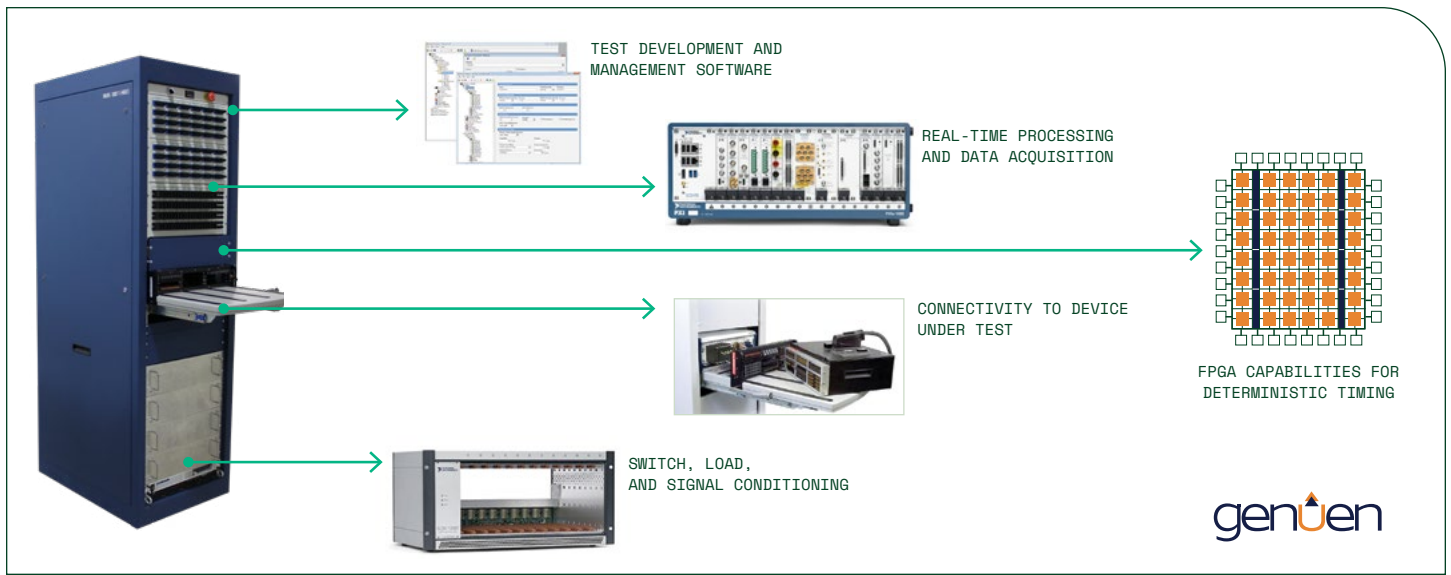 TEST DEVELOPMENT AND
MANAGEMENT SOFTWARE
REAL-TIME PROCESSING
AND DATA ACQUISITION
PXI
CONNECTIVITY TO DEVICE
UNDER TEST
FPGA CAPABILITIES FOR
DETERMINISTIC TIMING
SWITCH, LOAD,
AND SIGNAL CONDITIONING
genuen